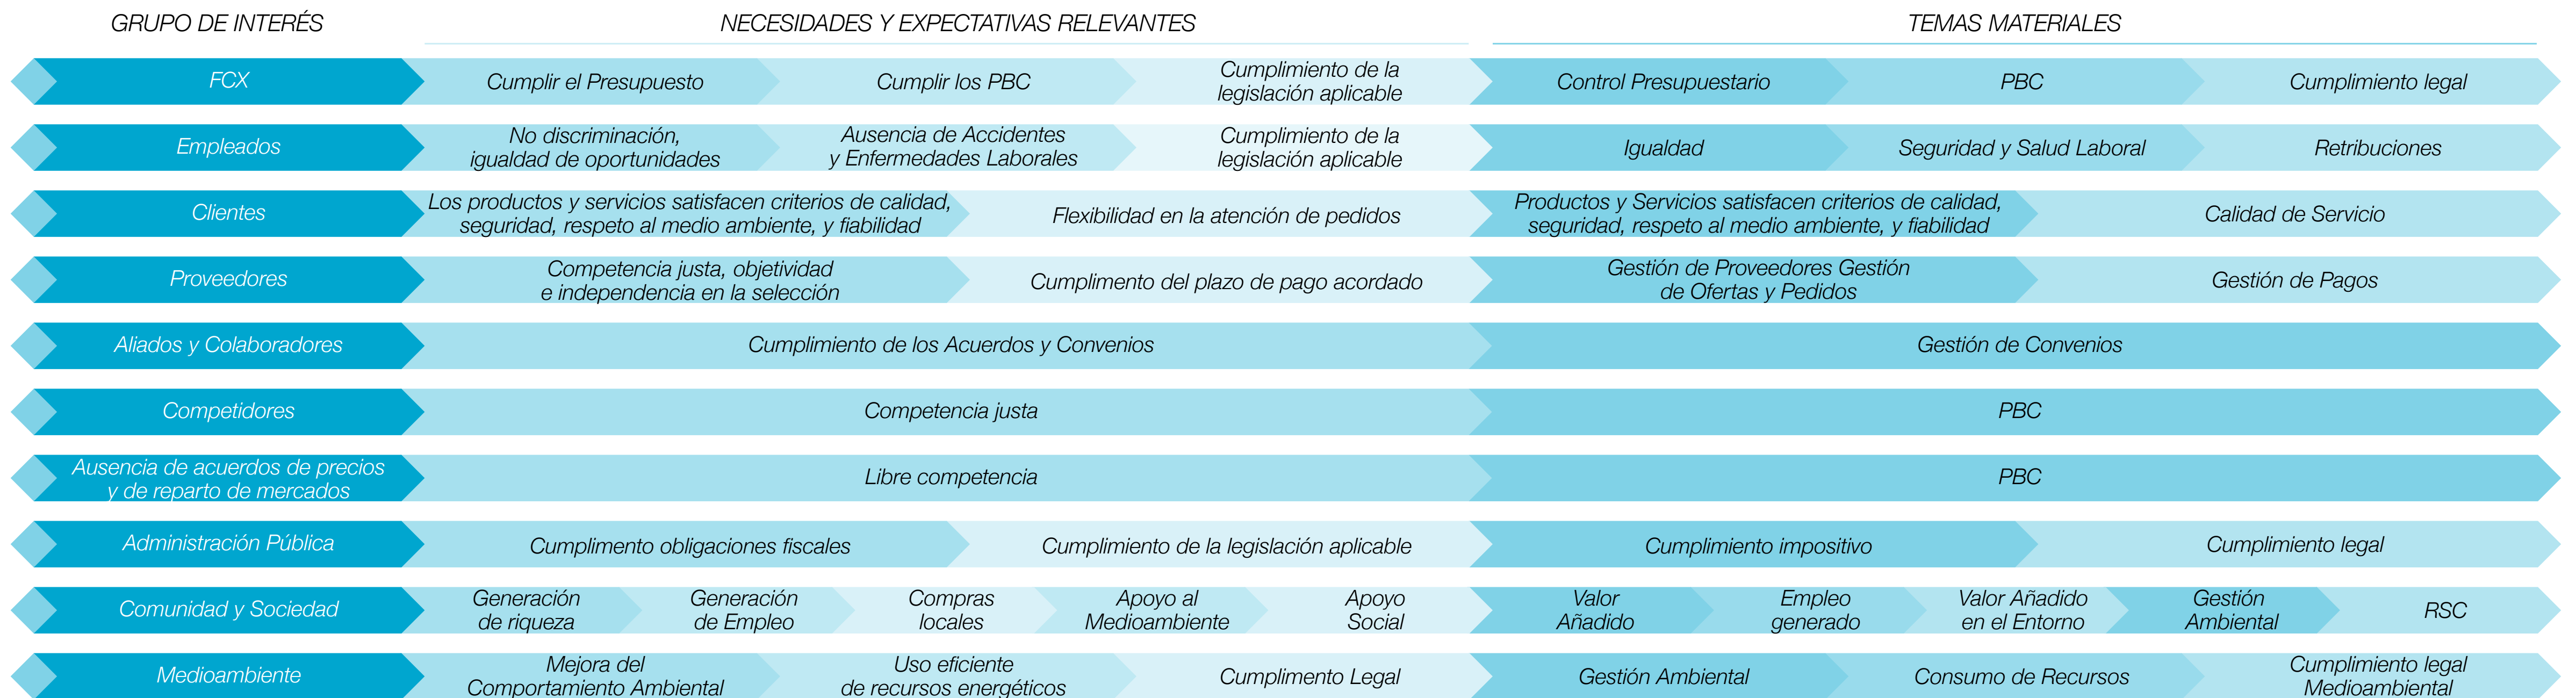 GRUPO DE INTERÉS
NECESIDADES Y EXPECTATIVAS RELEVANTES
TEMAS MATERIALES
FCX
Cumplir el Presupuesto
Cumplir los PBC
Cumplimiento de la
legislación aplicable
Control Presupuestario
PBC
Cumplimiento legal
Empleados
No discriminación,
igualdad de oportunidades
Ausencia de Accidentes
y Enfermedades Laborales
Cumplimiento de la
legislación aplicable
Igualdad
Seguridad y Salud Laboral
Retribuciones
Clientes
Los productos y servicios satisfacen criterios de calidad,
seguridad, respeto al medio ambiente, y fiabilidad
Flexibilidad en la atención de pedidos
Productos y Servicios satisfacen criterios de calidad,
seguridad, respeto al medio ambiente, y fiabilidad
Calidad de Servicio
Proveedores
Competencia justa, objetividad
e independencia en la selección
Cumplimento del plazo de pago acordado
Gestión de Proveedores Gestión
de Ofertas y Pedidos
Gestión de Pagos
Aliados y Colaboradores
Cumplimiento de los Acuerdos y Convenios
Gestión de Convenios
Competidores
Competencia justa
PBC
Ausencia de acuerdos de precios
y de reparto de mercados
Libre competencia
PBC
Administración Pública
Cumplimento obligaciones fiscales
Cumplimiento de la legislación aplicable
Cumplimiento impositivo
Cumplimiento legal
Comunidad y Sociedad
Generación
de riqueza
Generación
de Empleo
Compras
locales
Apoyo al
Medioambiente
Apoyo
Social
Valor
Añadido
Empleo
generado
Valor Añadido
en el Entorno
Gestión
Ambiental
RSC
Medioambiente
Mejora del
Comportamiento Ambiental
Uso eficiente
de recursos energéticos
Cumplimento Legal
Gestión Ambiental
Consumo de Recursos
Cumplimiento legal
Medioambiental